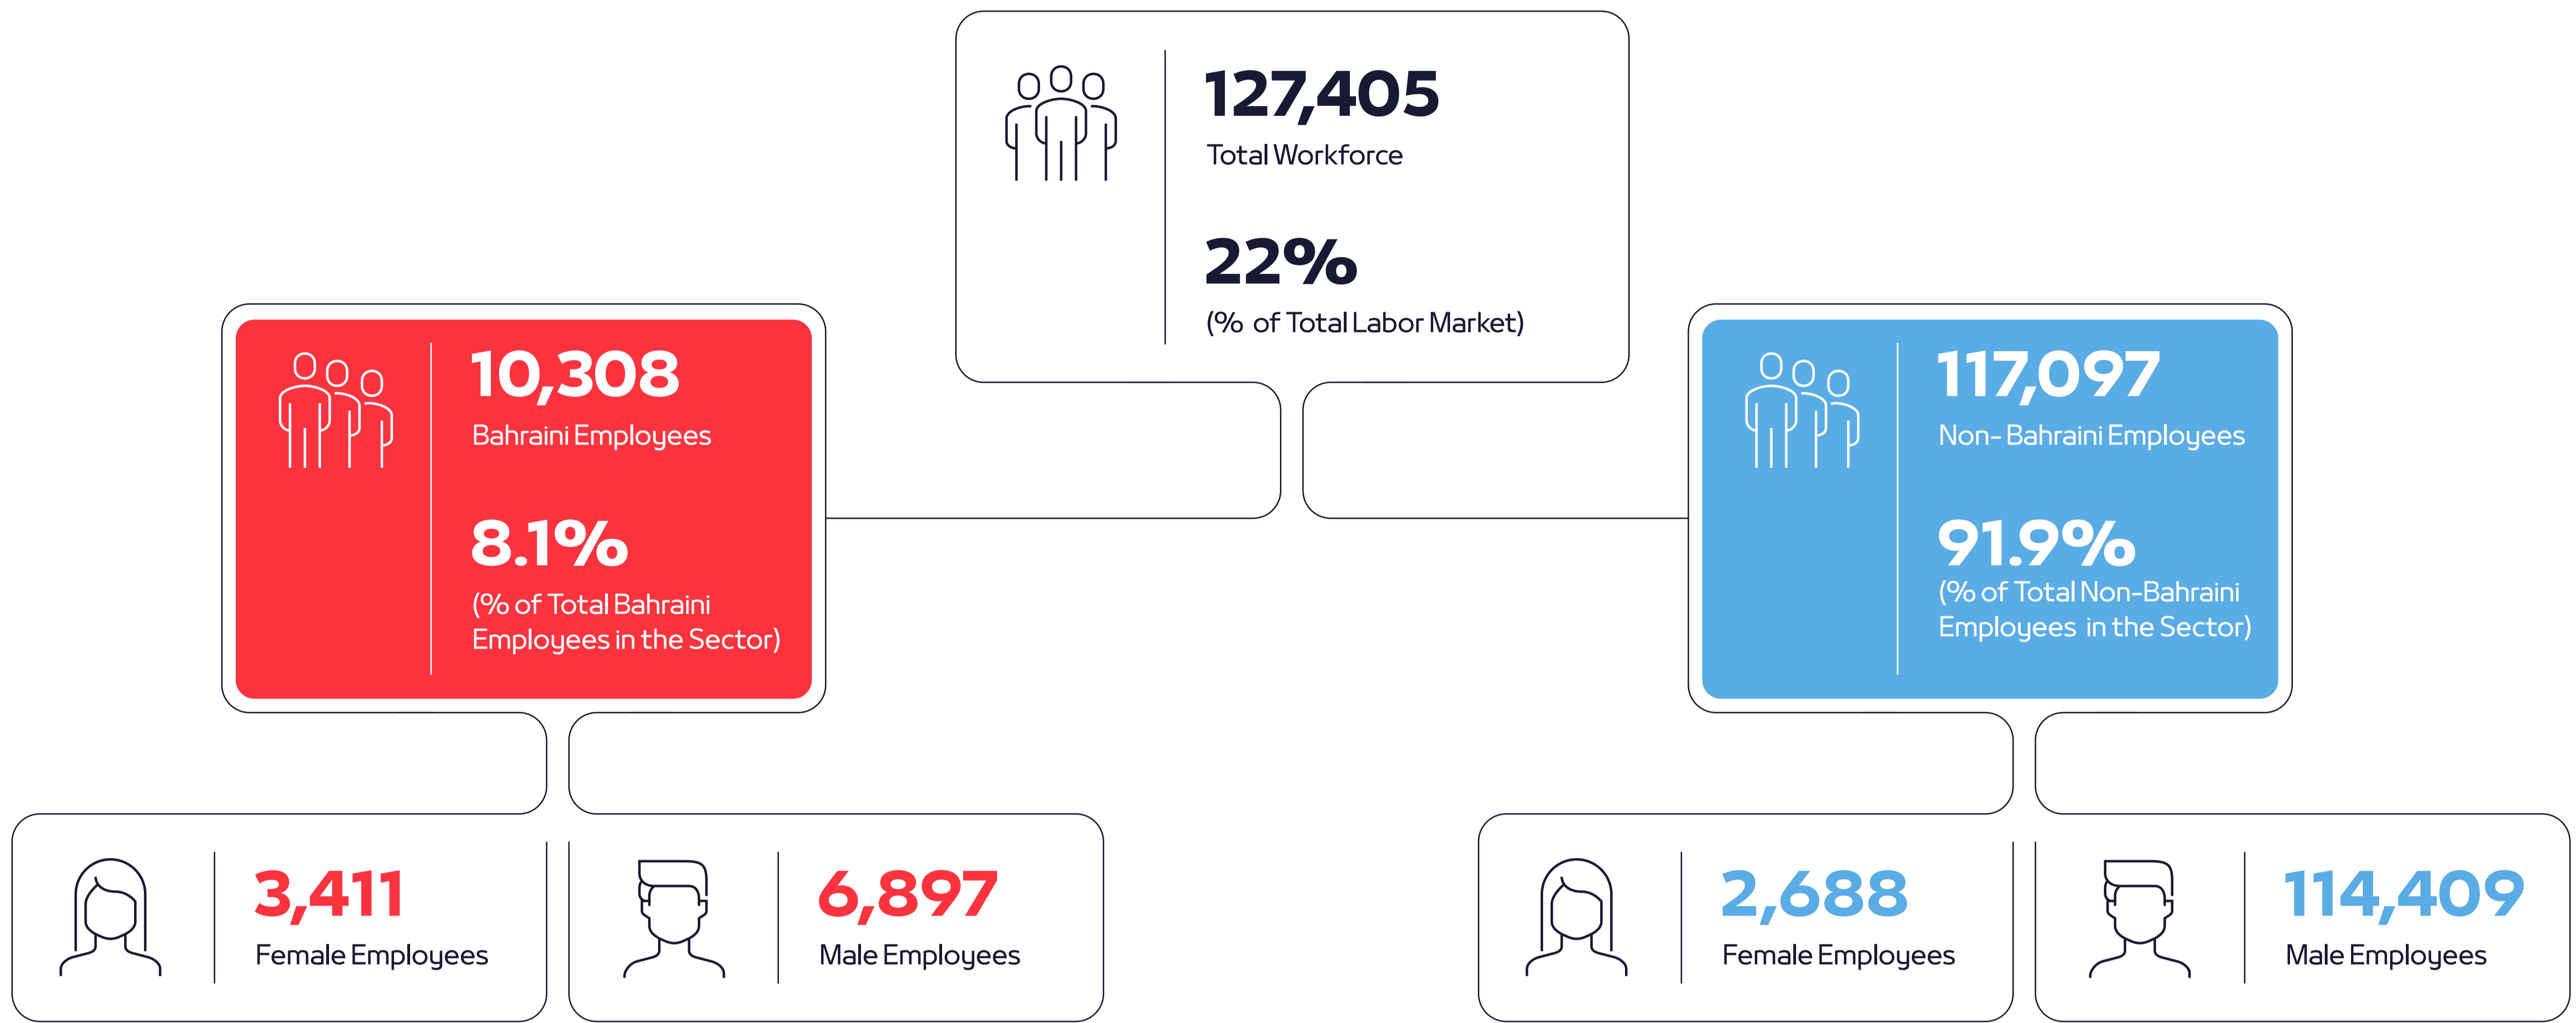 127,405
Total Workforce
22%
(% of Total Labor Market)
10,308
Bahraini Employees
8.1%
(% of Total Bahraini
Employees in the Sector)
117,097
Non- Bahraini Employees
91.9%
(% of Total Non-Bahraini
Employees in the Sector)
3,411
Female Employees
6,897
Male Employees
2,688
Female Employees
114,409
Male Employees